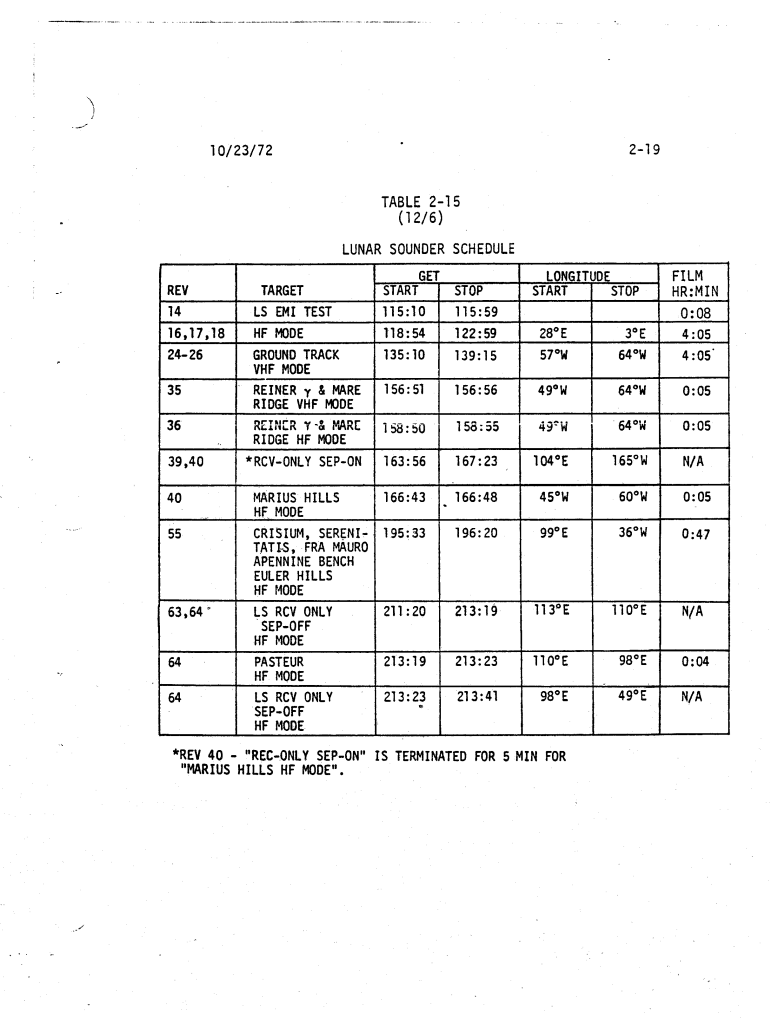 10/23/72 2-19
TABLE 2-15
(12/6)
LUNAR SOUNDER SCHEDULE
GET LONGITUDE FILM
REV TARGET START STOP START STOP HR:MIN
14 LS EMI TEST 115:10 115:59 0:08
16,17,18 HF MODE 118:54 122:59 28°E 3°E 4:05
24-26 GROUND TRACK 135:10 139:15 57°W 64°W 4:05
VHF MODE
35 REINER γ & MARE 156:51 156:56 49°W 64°W 0:05
RIDGE VHF MODE
36 REINER γ & MARE 158:50 158:55 49°W 64°W 0:05
RIDGE HF MODE
39,40 *RCV-ONLY SEP-ON 163:56 167:23 104°E 165°W N/A
40 MARIUS HILLS 166:43 166:48 45°W 60°W 0:05
HF MODE
55 CRISIUM, SERENI- 195:33 196:20 99°E 36°W 0:47
TATIS, FRA MAURO
APENNINE BENCH
EULER HILLS
HF MODE
63,64 LS RCV ONLY 211:20 213:19 113°E 110°E N/A
SEP-OFF
HF MODE
64 PASTEUR 213:19 213:23 110°E 98°E 0:04
HF MODE
64 LS RCV ONLY 213:23 213:41 98°E 49°E N/A
SEP-OFF
HF MODE
*REV 40 - "REC-ONLY SEP-ON" IS TERMINATED FOR 5 MIN FOR
"MARIUS HILLS HF MODE".